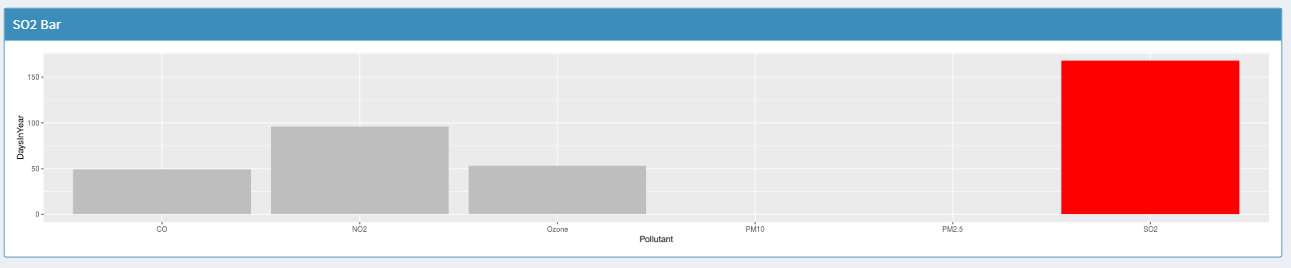 SO2 Bar
150
100
50
0
DaysInYear
CO NO2 Ozone PM10 PM2.5 SO2
Pollutant